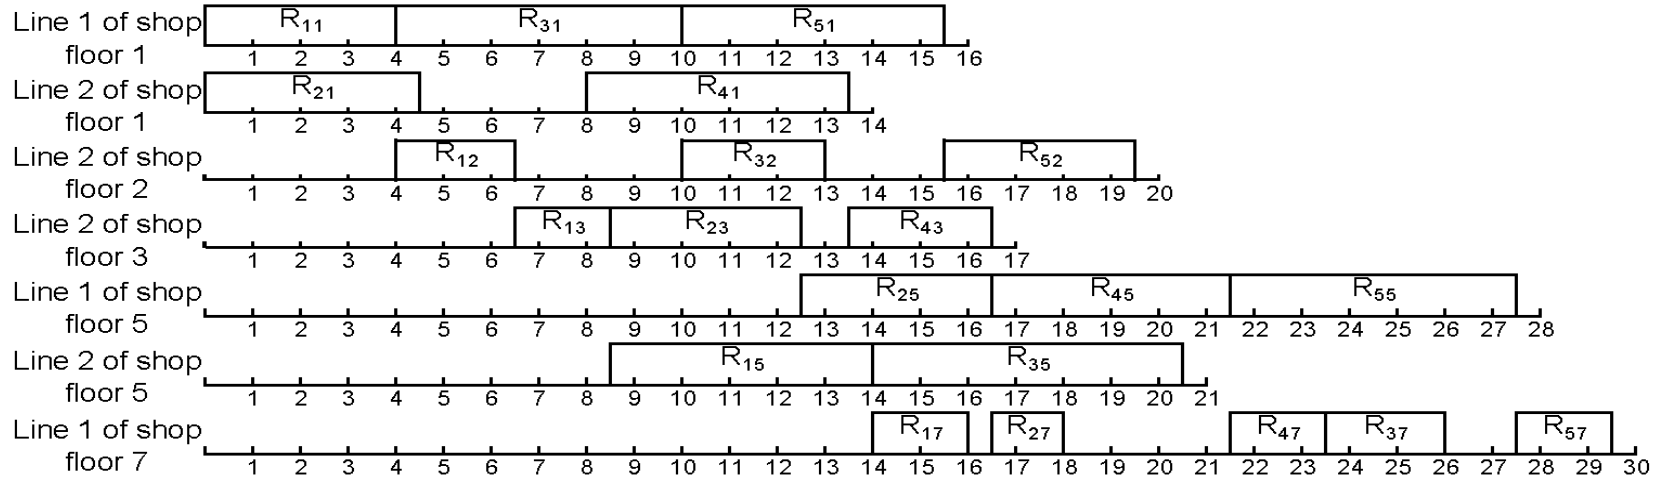 Line 1 of shop floor 1
R11 R31 R51
1 2 3 4 5 6 7 8 9 10 11 12 13 14 15 16
Line 2 of shop floor 1
R21 R41
1 2 3 4 5 6 7 8 9 10 11 12 13 14
Line 2 of shop floor 2
R12 R32 R52
1 2 3 4 5 6 7 8 9 10 11 12 13 14 15 16 17 18 19 20
Line 2 of shop floor 3
R13 R23 R43
1 2 3 4 5 6 7 8 9 10 11 12 13 14 15 16 17
Line 1 of shop floor 5
R25 R45 R55
1 2 3 4 5 6 7 8 9 10 11 12 13 14 15 16 17 18 19 20 21 22 23 24 25 26 27 28
Line 2 of shop floor 5
R15 R35
1 2 3 4 5 6 7 8 9 10 11 12 13 14 15 16 17 18 19 20 21
Line 1 of shop floor 7
R17 R27 R47 R37 R57
1 2 3 4 5 6 7 8 9 10 11 12 13 14 15 16 17 18 19 20 21 22 23 24 25 26 27 28 29 30